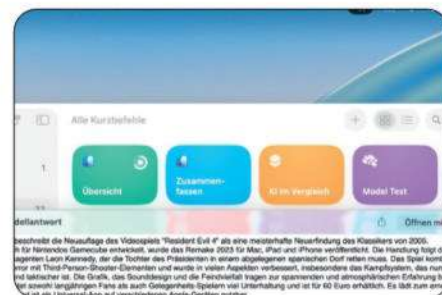 Alle Kurzbefehle
Übersicht
Zusammen-
fassen
KI im Vergleich
Model Test
1
12
dellantwort
Öffnen mi
beschreibt die Neuauflage des Videospiels "Resident Evil 4" als eine meisterhafte Neuerfindung des Klassikers von 2005.
h für Nintendos Gamecube entwickelt, wurde das Remake 2023 für Mac, iPad und iPhone veröffentlicht. Die Handlung folgt d
agenten Leon Kennedy, der die Tochter des Präsidenten in einem abgelegenen spanischen Dorf retten muss. Das Spiel kom
rror mit Third-Person-Shooter-Elementen und wurde in vielen Aspekten verbessert, insbesondere das Kampfsystem, das n
nd taktischer ist. Die Grafik, das Sounddesign und die Feindvielfalt tragen zur spannenden und atmosphärischen Erfahrung b
tet sowohl langjährigen Fans als auch Gelegenheits-Spielern viel Unterhaltung und ist für 60 Euro erhältlich. Es lädt zum